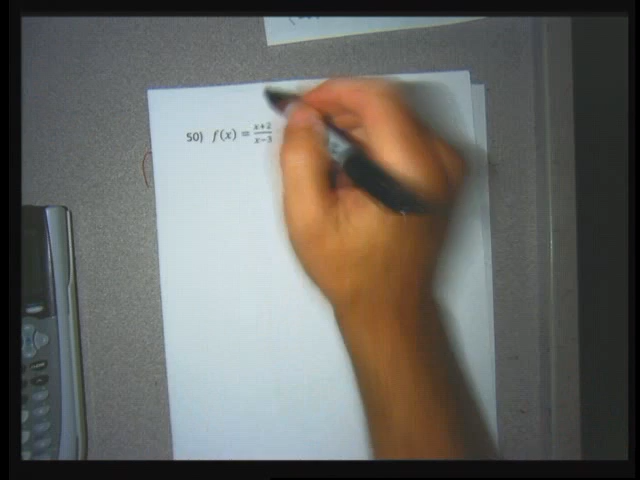 50) f(x) = x+2/x−3